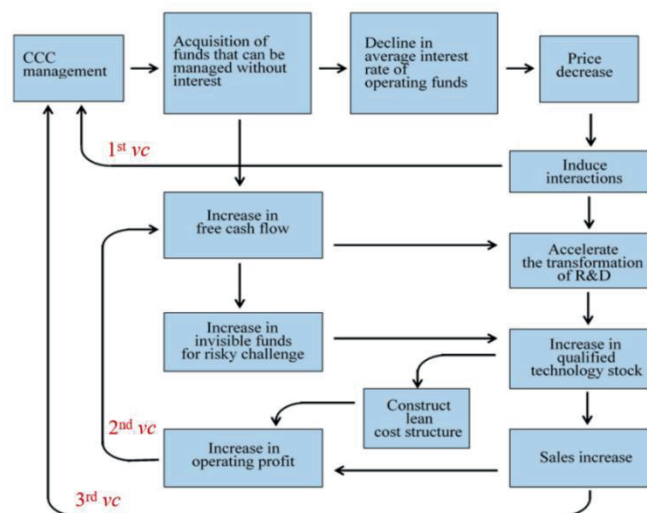 CCC
management
Acquisition of
funds that can be
managed without
interest
Decline in
average interest
rate of
operating funds
Price
decrease
1st vc
Induce
interactions
Increase in
free cash flow
Accelerate
the transformation
of R&D
Increase in
invisible funds
for risky challenge
Increase in
qualified
technology stock
Construct
lean
cost structure
2nd vc
Increase in
operating profit
Sales increase
3rd vc